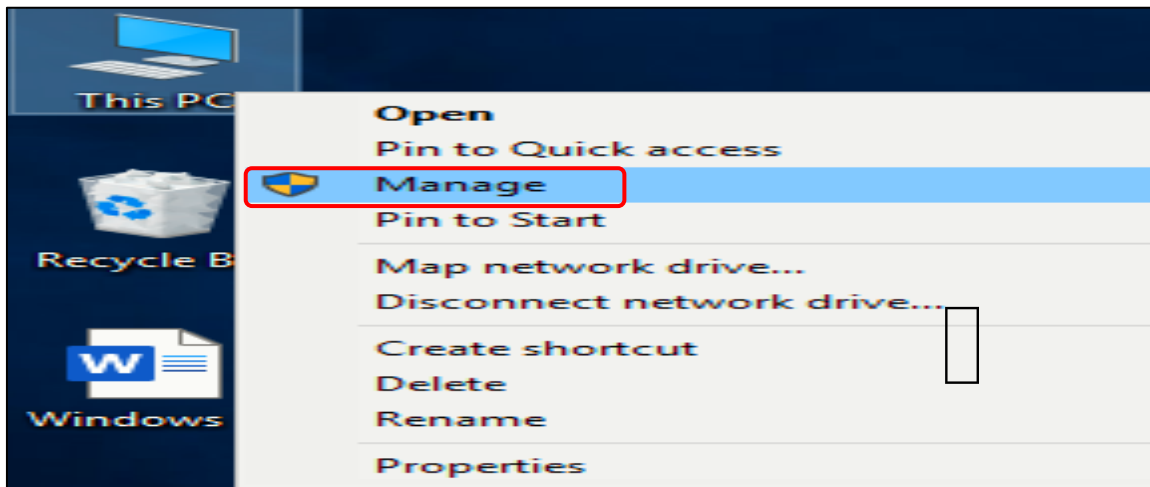 This PC
Open
Pin to Quick access
Manage
Pin to Start
Recycle B
Map network drive...
Disconnect network drive...
Create shortcut
W
Delete
Windows
Rename
Properties